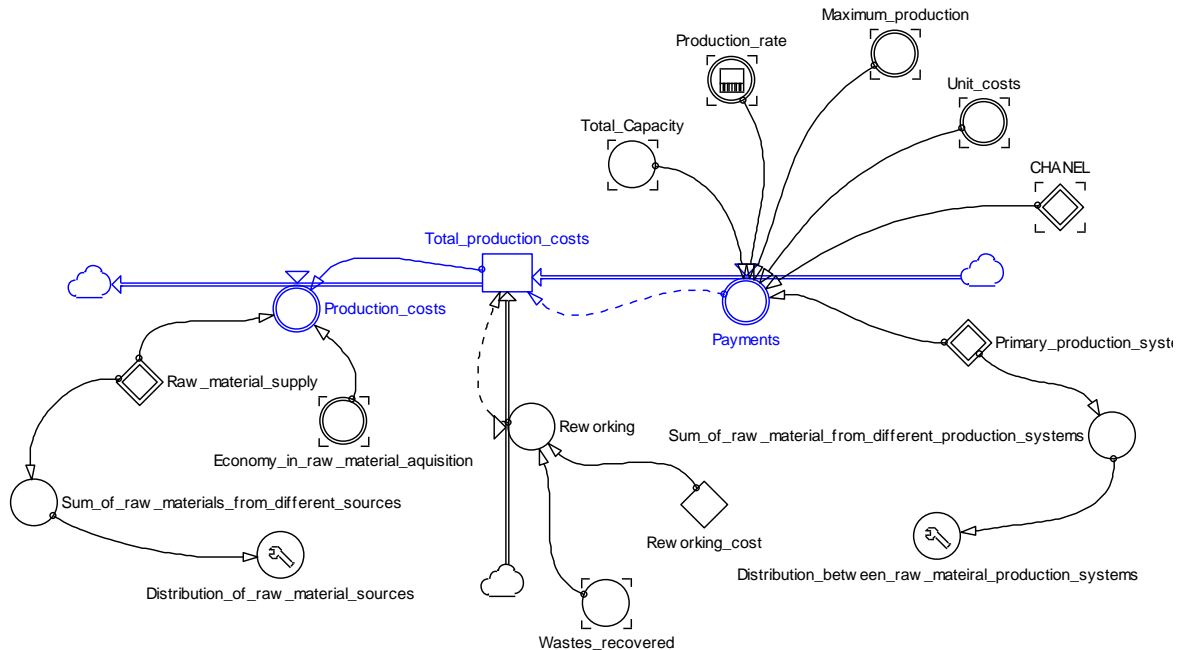 Maximum_production
Production_rate
Unit_costs
Total_Capacity
CHANEL
Total_production_costs
Production_costs
Payments
Primary_production_syste
Raw_material_supply
Reworking
Sum_of_raw_material_from_different_production_systems
Economy_in_raw_material_aquisition
Sum_of_raw_materials_from_different_sources
Reworking_cost
Distribution_between_raw_mateiral_production_systems
Distribution_of_raw_material_sources
Wastes_recovered